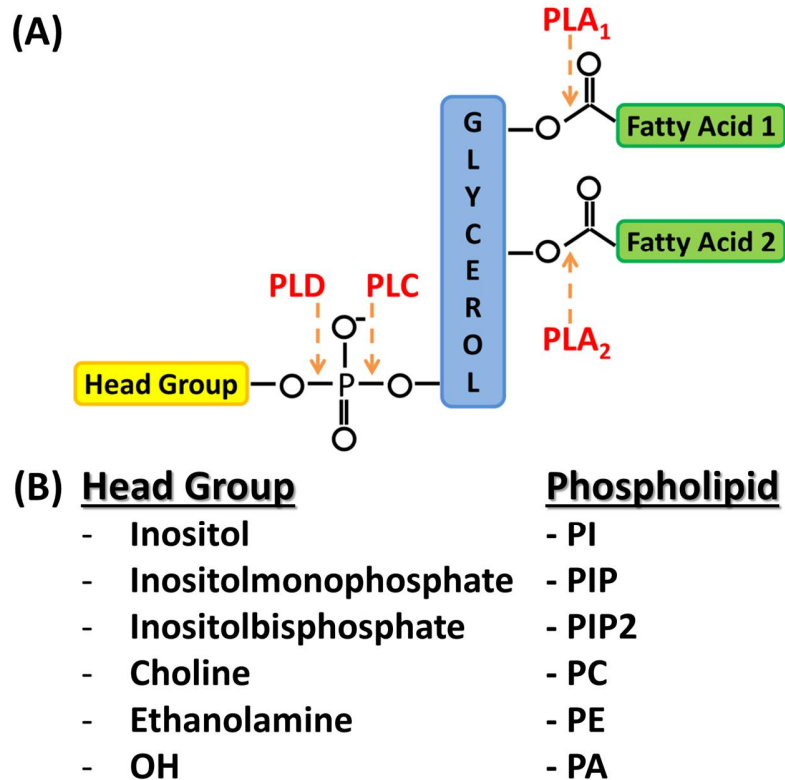 (A)
PLA1
O
GLYCEROL
O
Fatty Acid 1
O
O
Fatty Acid 2
PLD PLC
O-
PLA2
Head Group
O P O
O
(B) Head Group Phospholipid
- Inositol - PI
- Inositolmonophosphate - PIP
- Inositolbisphosphate - PIP2
- Choline - PC
- Ethanolamine - PE
- OH - PA